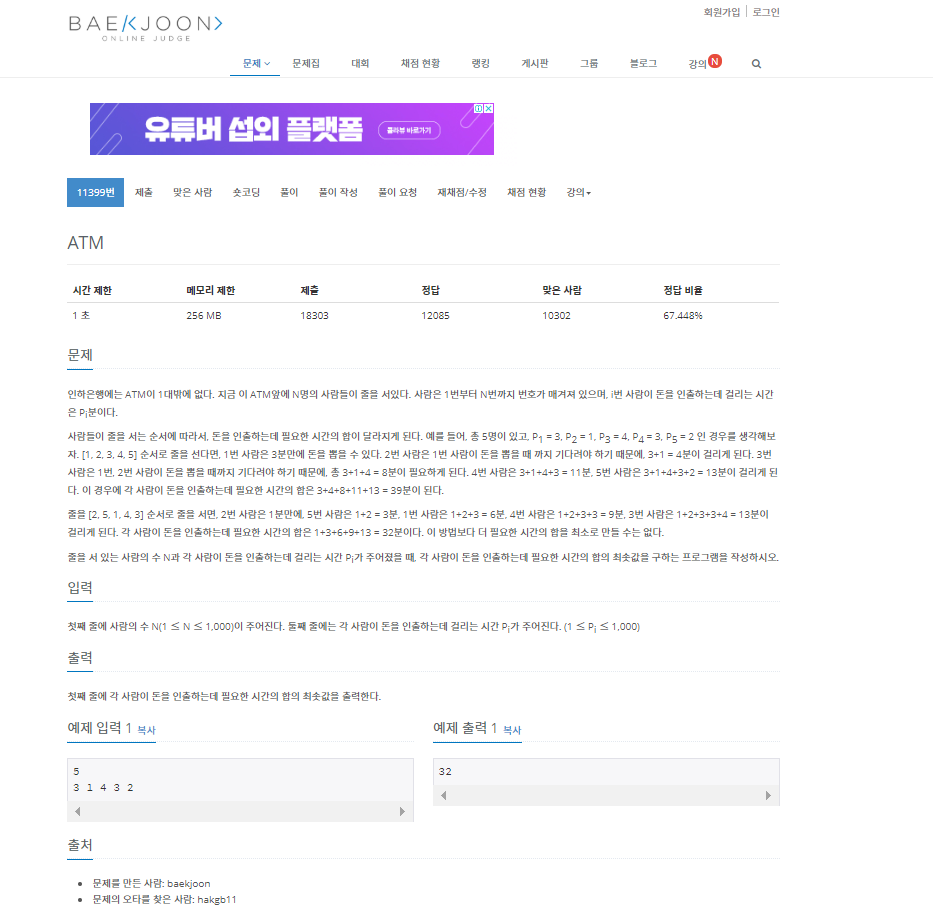 회원가입 로그인
BAE/<JOON>
ONLINE JUDGE
문제 문제집 대회 채점 현황 랭킹 게시판 그룹 블로그 강의 N
유튜버 섭외 플랫폼 홀리뷰 바로가기
11399번 제출 맞은 사람 숏코딩 풀이 풀이 작성 풀이 요청 재채점/수정 채점 현황 강의
ATM
시간 제한 메모리 제한 제출 정답 맞은 사람 정답 비율
1 초 256 MB 18303 12085 10302 67.448%
문제
인하은행에는 ATM이 1대밖에 없다. 지금 이 ATM앞에 N명의 사람들이 줄을 서있다. 사람은 1번부터 N번까지 번호가 매겨져 있으며, i번 사람이 돈을 인출하는데 걸리는 시간
은 Pi분이다.
사람들이 줄을 서는 순서에 따라서, 돈을 인출하는데 필요한 시간의 합이 달라지게 된다. 예를 들어, 총 5명이 있고, P1 = 3, P2 = 1, P3 = 4, P4 = 3, P5 = 2 인 경우를 생각해보
자. [1, 2, 3, 4, 5] 순서로 줄을 선다면, 1번 사람은 3분만에 돈을 뽑을 수 있다. 2번 사람은 1번 사람이 돈을 뽑을 때 까지 기다려야 하기 때문에, 3+1 = 4분이 걸리게 된다. 3번
사람은 1번, 2번 사람이 돈을 뽑을 때까지 기다려야 하기 때문에, 총 3+1+4 = 8분이 필요하게 된다. 4번 사람은 3+1+4+3 = 11분, 5번 사람은 3+1+4+3+2 = 13분이 걸리게 된
다. 이 경우에 각 사람이 돈을 인출하는데 필요한 시간의 합은 3+4+8+11+13 = 39분이 된다.
줄을 [2, 5, 1, 4, 3] 순서로 줄을 서면, 2번 사람은 1분만에, 5번 사람은 1+2 = 3분, 1번 사람은 1+2+3 = 6분, 4번 사람은 1+2+3+3 = 9분, 3번 사람은 1+2+3+3+4 = 13분이
걸리게 된다. 각 사람이 돈을 인출하는데 필요한 시간의 합은 1+3+6+9+13 = 32분이다. 이 방법보다 더 필요한 시간의 합을 최소로 만들 수는 없다.
줄을 서 있는 사람의 수 N과 각 사람이 돈을 인출하는데 걸리는 시간 Pi가 주어졌을 때, 각 사람이 돈을 인출하는데 필요한 시간의 합의 최솟값을 구하는 프로그램을 작성하시오.
입력
첫째 줄에 사람의 수 N(1 ≤ N ≤ 1,000)이 주어진다. 둘째 줄에는 각 사람이 돈을 인출하는데 걸리는 시간 Pi가 주어진다. (1 ≤ Pi ≤ 1,000)
출력
첫째 줄에 각 사람이 돈을 인출하는데 필요한 시간의 합의 최솟값을 출력한다.
예제 입력 1 복사
5
3 1 4 3 2
예제 출력 1 복사
32
출처
문제를 만든 사람: baekjoon
문제의 오타를 찾은 사람: hakgb11